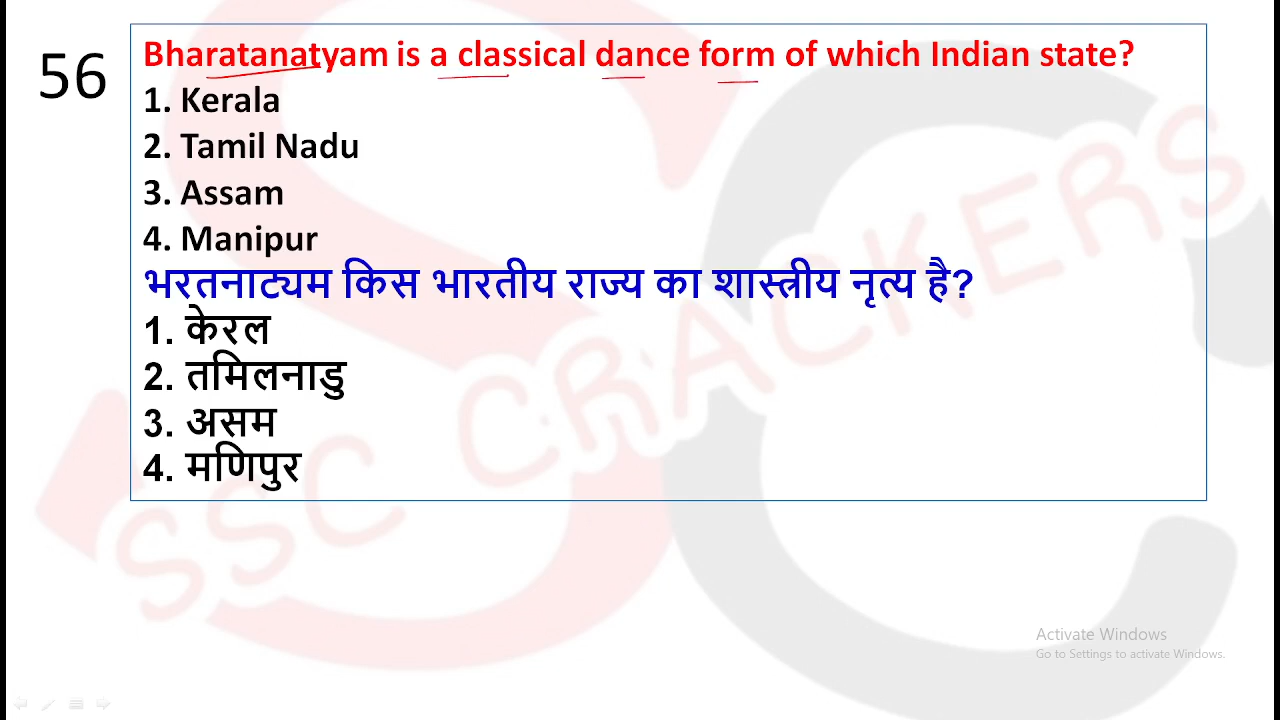 56
Bharatanatyam is a classical dance form of which Indian state?
1. Kerala
2. Tamil Nadu
3. Assam
4. Manipur
भरतनाट्यम किस भारतीय राज्य का शास्त्रीय नृत्य है?
1. केरल
2. तमिलनाडु
3. असम
4. मणिपुर
SSC CRACKERS
Activate Windows
Go to Settings to activate Windows.